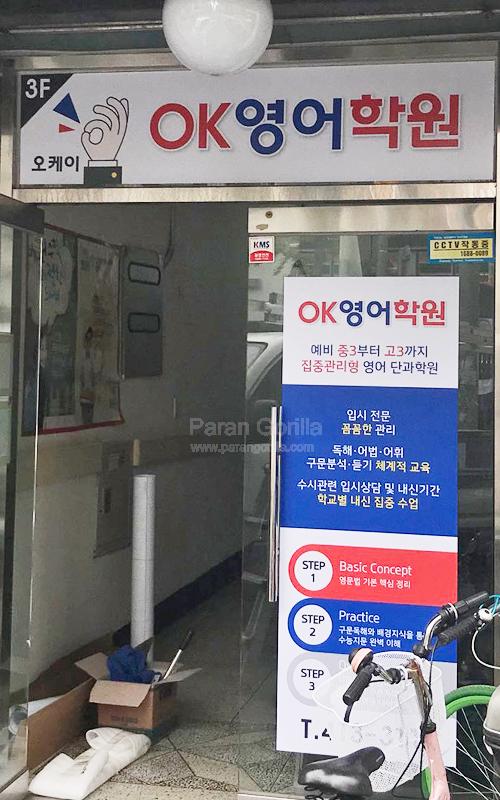 3F
오케이
OK영어학원
KMS
CCTV작동중
1588-0089
OK영어학원
예비 중3부터 고3까지
집중관리형 영어 단과학원
입시 전문
꼼꼼한 관리
독해·어법·어휘
구문분석·듣기 체계적 교육
수시관련 입시상담 및 내신기간
학교별 내신 집중 수업
Paran Gorilla
www.parangorilla.com
STEP
1
Basic Concept
영문법 기본 핵심 정리
STEP
2
Practice
구문독해와 배경지식을 통
수능지문 완벽 이해
STEP
3
T.